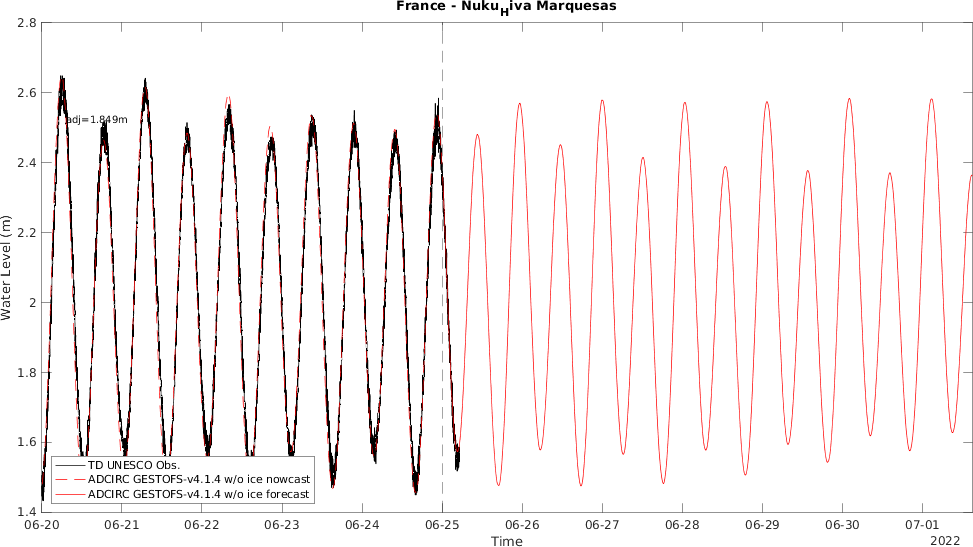 France - Nuku_Hiva Marquesas
2.8
2.6
adj=1.849m
2.4
2.2
Water Level (m)
2
1.8
1.6
TD UNESCO Obs.
ADCIRC GESTOFS-v4.1.4 w/o ice nowcast
ADCIRC GESTOFS-v4.1.4 w/o ice forecast
1.4
06-20 06-21 06-22 06-23 06-24 06-25 06-26 06-27 06-28 06-29 06-30 07-01
Time
2022